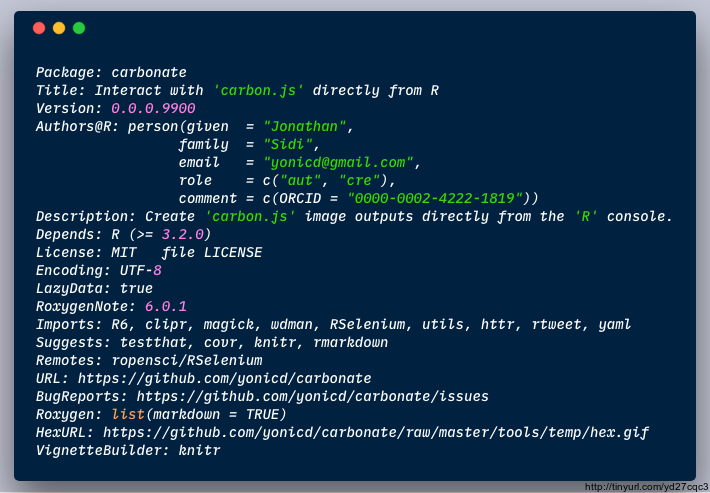 Package: carbonate
Title: Interact with 'carbon.js' directly from R
Version: 0.0.0.9900
Authors@R: person(given  = "Jonathan",
                 family  = "Sidi",
                 email   = "yonicd@gmail.com",
                 role    = c("aut", "cre"),
                 comment = c(ORCID = "0000-0002-4222-1819"))
Description: Create 'carbon.js' image outputs directly from the 'R' console.
Depends: R (>= 3.2.0)
License: MIT   file LICENSE
Encoding: UTF-8
LazyData: true
RoxygenNote: 6.0.1
Imports: R6, clipr, magick, wdman, RSelenium, utils, httr, rtweet, yaml
Suggests: testthat, covr, knitr, rmarkdown
Remotes: ropensci/RSelenium
URL: https://github.com/yonicd/carbonate
BugReports: https://github.com/yonicd/carbonate/issues
Roxygen: list(markdown = TRUE)
HexURL: https://github.com/yonicd/carbonate/raw/master/tools/temp/hex.gif
VignetteBuilder: knitr
http://tinyurl.com/yd27cqc3